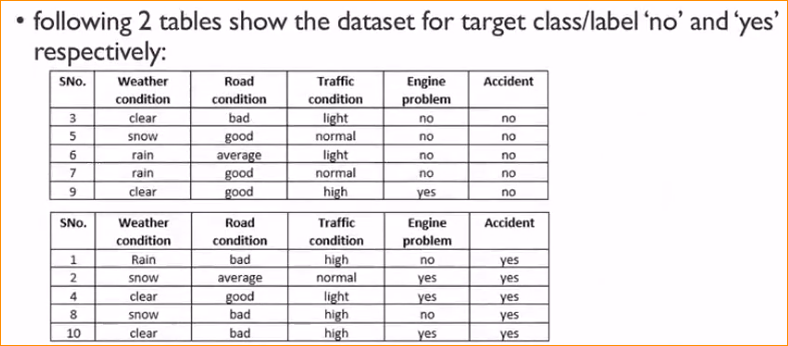 • following 2 tables show the dataset for target class/label ‘no’ and ‘yes’
respectively:
SNo. Weather condition Road condition Traffic condition Engine problem Accident
3 clear bad light no no
5 snow good normal no no
6 rain average light no no
7 rain good normal no no
9 clear good high yes no
SNo. Weather condition Road condition Traffic condition Engine problem Accident
1 Rain bad high no yes
2 snow average normal yes yes
4 clear good light yes yes
8 snow bad high no yes
10 clear bad high yes yes